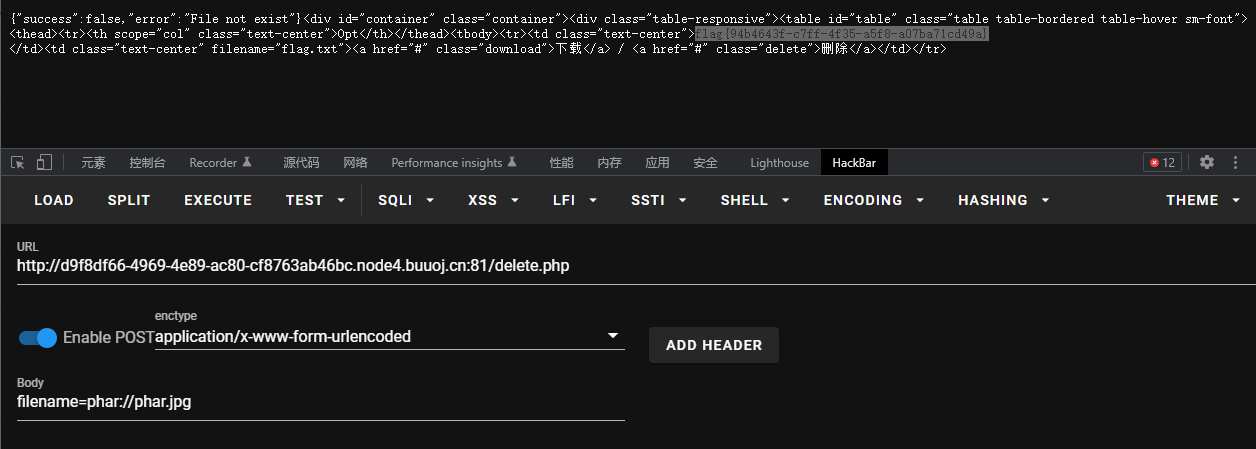 {"success":false,"error":"File not exist"}<div id="container" class="container"><div class="table-responsive"><table id="table" class="table table-bordered table-hover sm-font">
<thead><tr><th scope="col" class="text-center">Opt</th></thead><tbody><tr><td class="text-center">flag{94b4643f-c7ff-4f35-a5f8-a07ba71cd49a}
</td><td class="text-center" filename="flag.txt"><a href="#" class="download">下载</a> / <a href="#" class="delete">删除</a></td></tr>
元素 控制台 Recorder 源代码 网络 Performance insights 性能 内存 应用 安全 Lighthouse HackBar 12
LOAD SPLIT EXECUTE TEST SQLI XSS LFI SSTI SHELL ENCODING HASHING THEME
URL
http://d9f8df66-4969-4e89-ac80-cf8763ab46bc.node4.buuoj.cn:81/delete.php
enctype
Enable POST application/x-www-form-urlencoded ADD HEADER
Body
filename=phar://phar.jpg